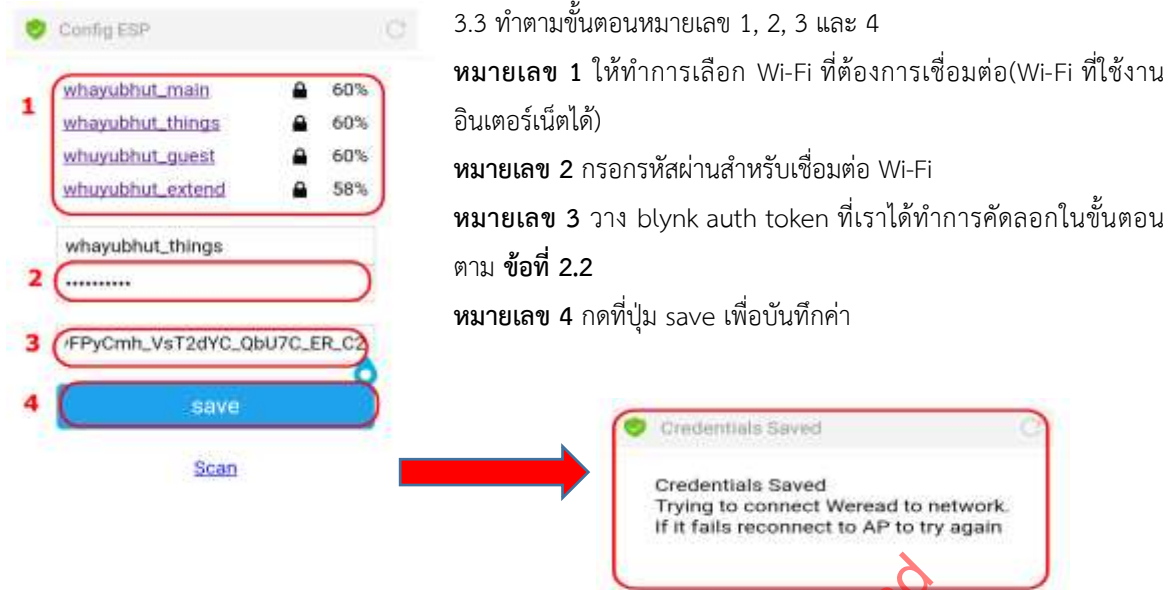 Config ESP
1
whayubhut_main 60%
whayubhut_things 60%
whuyubhut_guest 60%
whuyubhut_extend 58%
whayubhut_things
2 ..........
3 FPyCmh_VsT2dYC_QbU7C_ER_C2
4 save
Scan
3.3 ทำตามขั้นตอนหมายเลข 1, 2, 3 และ 4
หมายเลข 1 ให้ทำการเลือก Wi-Fi ที่ต้องการเชื่อมต่อ(Wi-Fi ที่ใช้งาน
อินเตอร์เน็ตได้)
หมายเลข 2 กรอกรหัสผ่านสำหรับเชื่อมต่อ Wi-Fi
หมายเลข 3 วาง blynk auth token ที่เราได้ทำการคัดลอกในขั้นตอน
ตาม ข้อที่ 2.2
หมายเลข 4 กดที่ปุ่ม save เพื่อบันทึกค่า
Credentials Saved
Credentials Saved
Trying to connect Weread to network.
If it fails reconnect to AP to try again